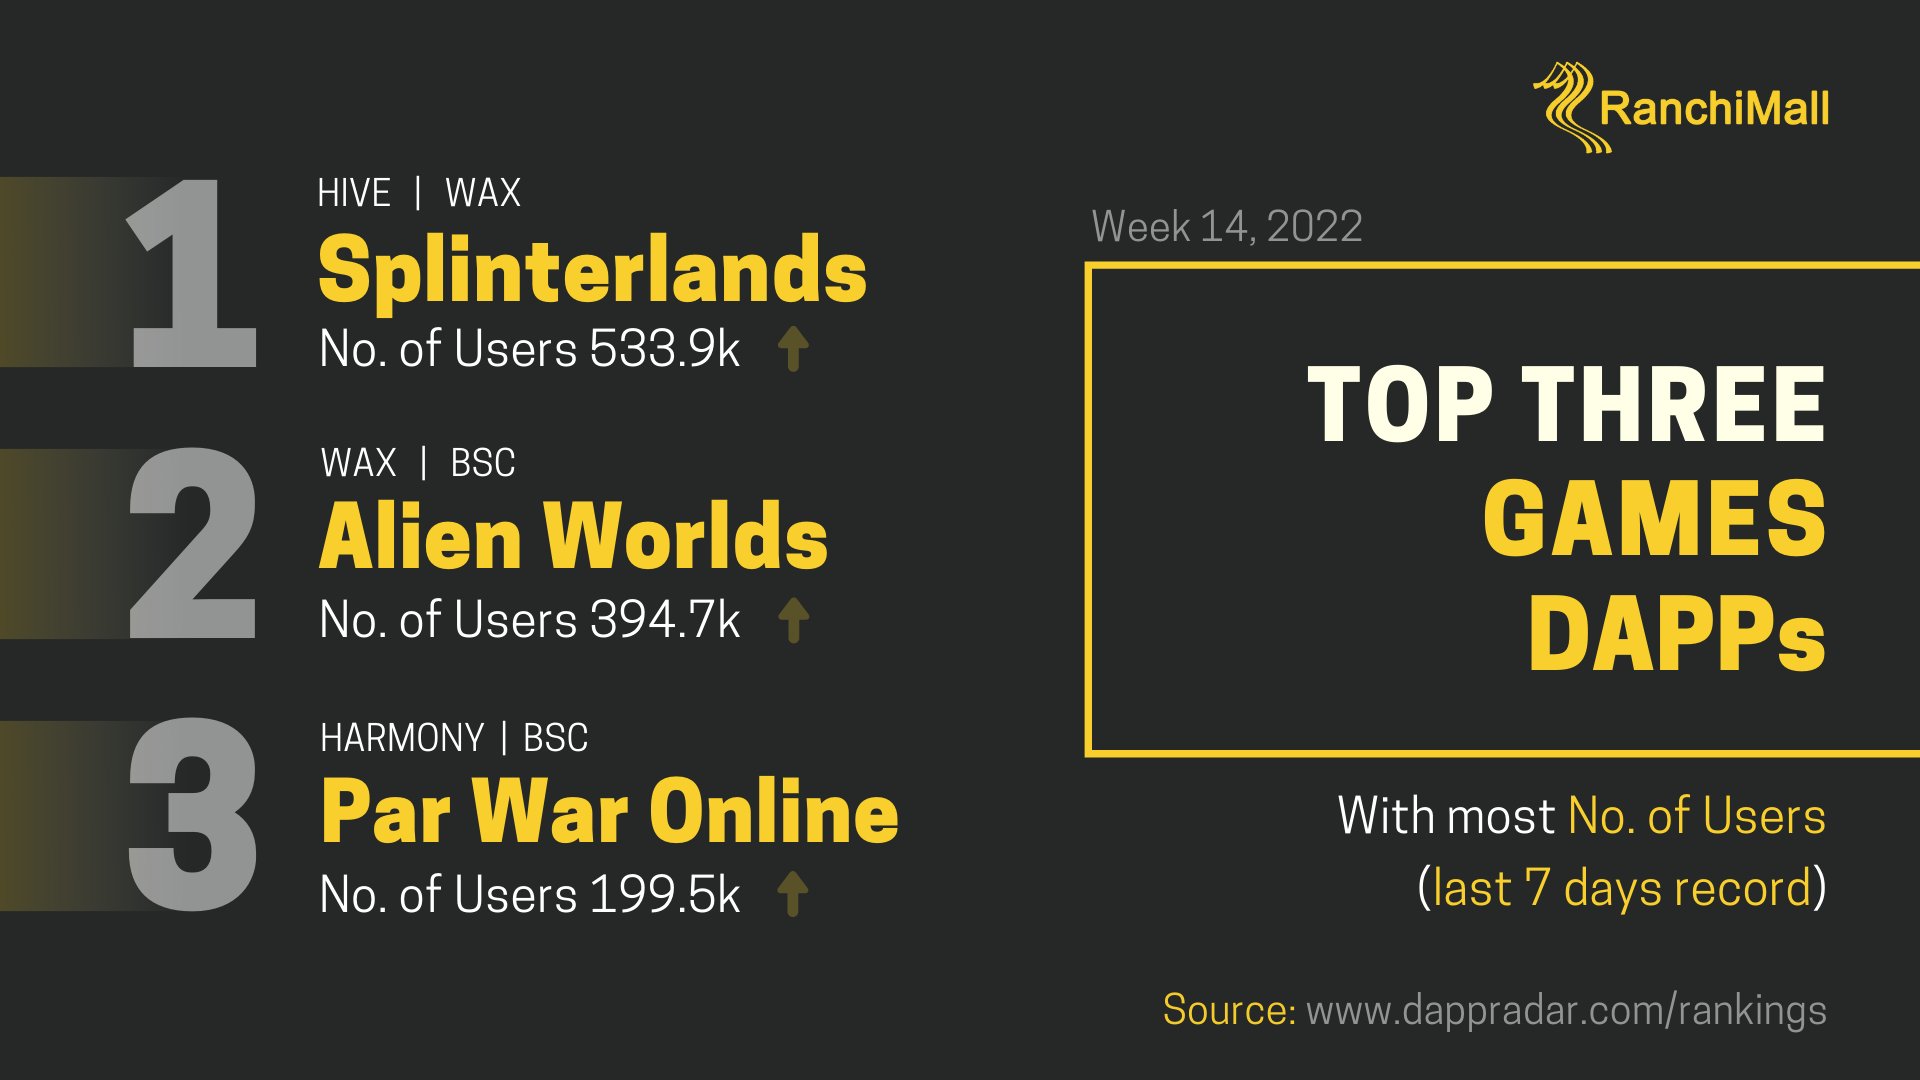 RanchiMall
Week 14, 2022
TOP THREE
GAMES
DAPPs
With most No. of Users
(last 7 days record)
1
HIVE | WAX
Splinterlands
No. of Users 533.9k
2
WAX | BSC
Alien Worlds
No. of Users 394.7k
3
HARMONY | BSC
Par War Online
No. of Users 199.5k
Source: www.dappradar.com/rankings